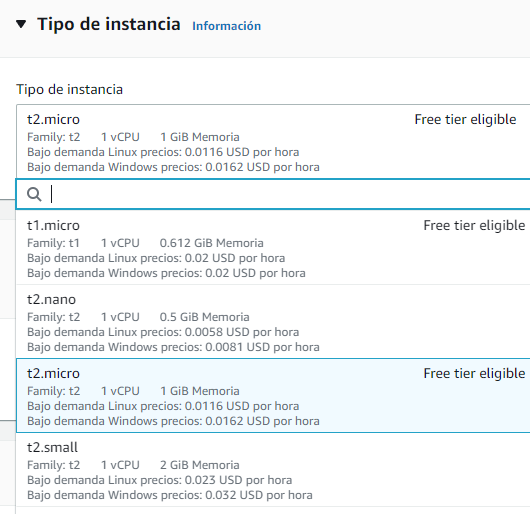 Tipo de instancia Información
Tipo de instancia
t2.micro Free tier eligible
Family: t2 1 vCPU 1 GiB Memoria
Bajo demanda Linux precios: 0.0116 USD por hora
Bajo demanda Windows precios: 0.0162 USD por hora
t1.micro Free tier eligible
Family: t1 1 vCPU 0.612 GiB Memoria
Bajo demanda Linux precios: 0.02 USD por hora
Bajo demanda Windows precios: 0.02 USD por hora
t2.nano
Family: t2 1 vCPU 0.5 GiB Memoria
Bajo demanda Linux precios: 0.0058 USD por hora
Bajo demanda Windows precios: 0.0081 USD por hora
t2.micro Free tier eligible
Family: t2 1 vCPU 1 GiB Memoria
Bajo demanda Linux precios: 0.0116 USD por hora
Bajo demanda Windows precios: 0.0162 USD por hora
t2.small
Family: t2 1 vCPU 2 GiB Memoria
Bajo demanda Linux precios: 0.023 USD por hora
Bajo demanda Windows precios: 0.032 USD por hora